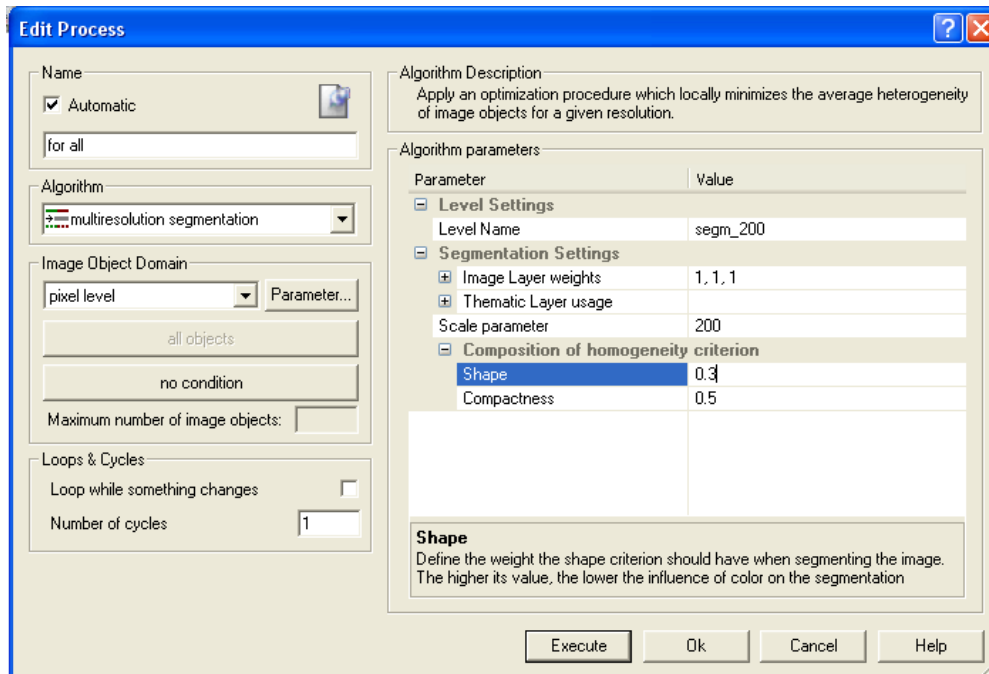 Edit Process
Name
Automatic
for all
Algorithm
multiresolution segmentation
Image Object Domain
pixel level
Parameter...
all objects
no condition
Maximum number of image objects:
Loops & Cycles
Loop while something changes
Number of cycles
1
Algorithm Description
Apply an optimization procedure which locally minimizes the average heterogeneity
of image objects for a given resolution.
Algorithm parameters
Parameter Value
Level Settings
Level Name segm_200
Segmentation Settings
Image Layer weights 1, 1, 1
Thematic Layer usage
Scale parameter 200
Composition of homogeneity criterion
Shape 0.3
Compactness 0.5
Shape
Define the weight the shape criterion should have when segmenting the image.
The higher its value, the lower the influence of color on the segmentation
Execute Ok Cancel Help